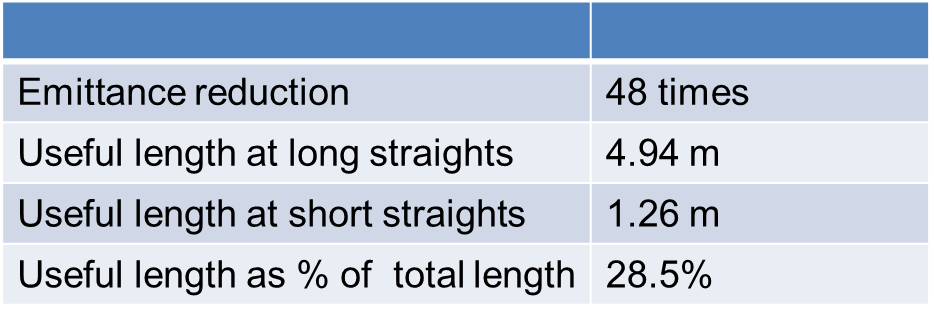 Emittance reduction 48 times
Useful length at long straights 4.94 m
Useful length at short straights 1.26 m
Useful length as % of  total length 28.5%